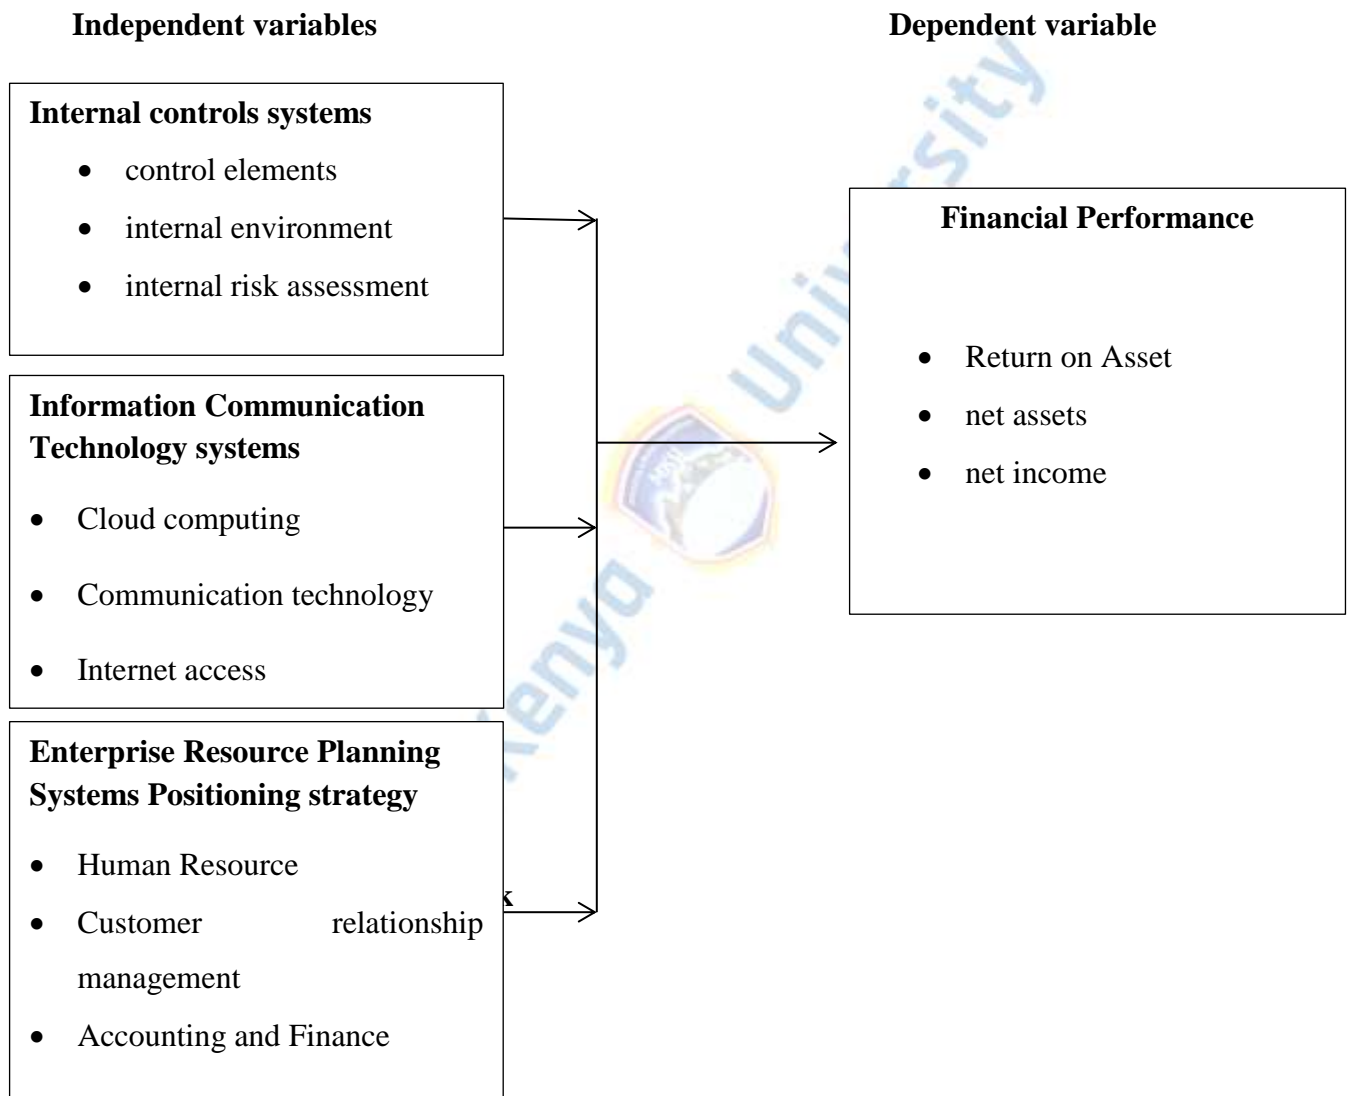 Independent variables
Dependent variable
Internal controls systems
• control elements
• internal environment
• internal risk assessment
Information Communication
Technology systems
• Cloud computing
• Communication technology
• Internet access
Enterprise Resource Planning
Systems Positioning strategy
• Human Resource
• Customer relationship
management
• Accounting and Finance
Financial Performance
• Return on Asset
• net assets
• net income
Kenya